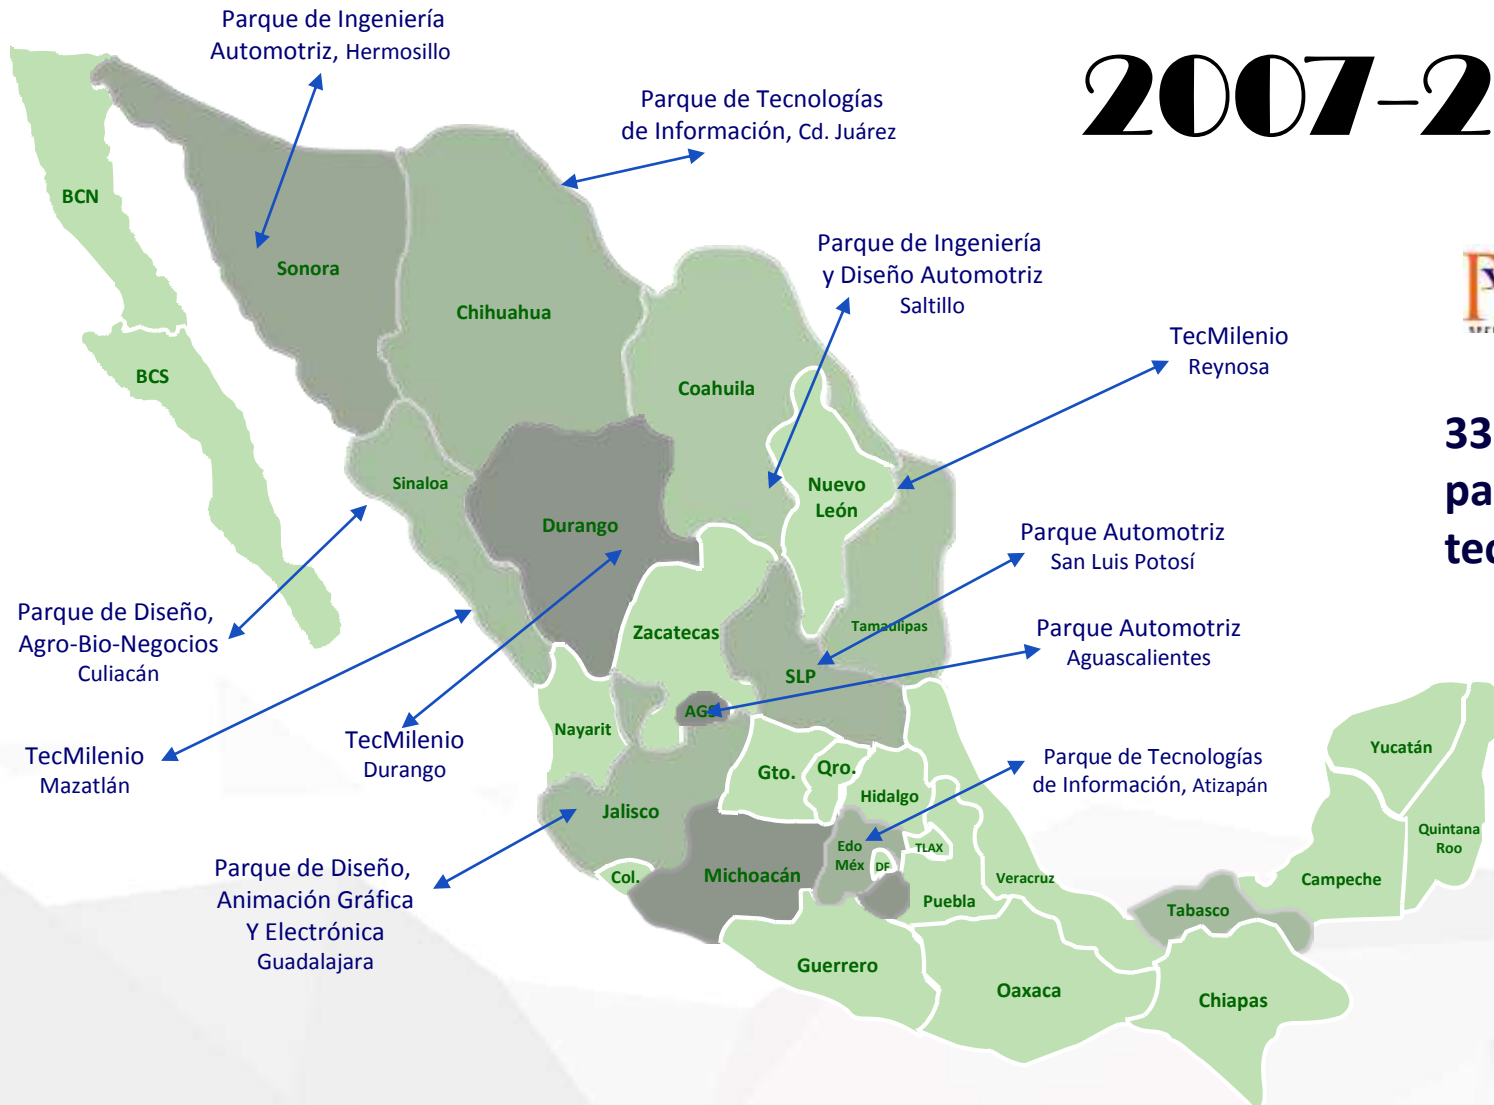 Parque de Ingeniería
Automotriz, Hermosillo
2007-2
Parque de Tecnologías
de Información, Cd. Juárez
BCN
Sonora
Parque de Ingeniería
y Diseño Automotriz
Saltillo
Chihuahua
TecMilenio
Reynosa
BCS
Coahuila
33
pa
tec
Sinaloa
Nuevo
León
Durango
Parque Automotriz
San Luis Potosí
Parque de Diseño,
Agro-Bio-Negocios
Culiacán
Zacatecas
Tamaulipas
Parque Automotriz
Aguascalientes
SLP
AGS
Nayarit
TecMilenio
Durango
TecMilenio
Mazatlán
Yucatán
Parque de Tecnologías
de Información, Atizapán
Gto.
Qro.
Hidalgo
Jalisco
Quintana
Roo
Edo
Méx
DF
TLAX
Parque de Diseño,
Animación Gráfica
Y Electrónica
Guadalajara
Col.
Michoacán
Veracruz
Campeche
Puebla
Tabasco
Guerrero
Oaxaca
Chiapas